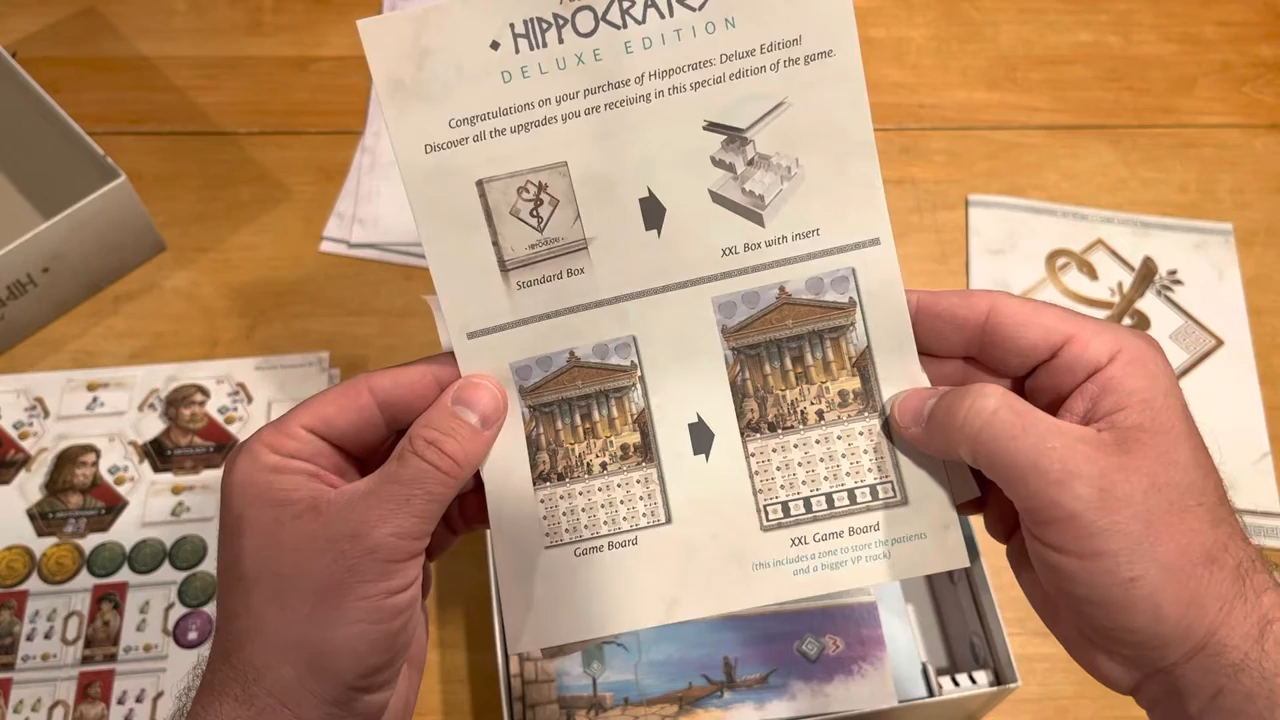 HIPPOCRATES
DELUXE EDITION
Congratulations on your purchase of Hippocrates: Deluxe Edition!
Discover all the upgrades you are receiving in this special edition of the game.
HIPPOCRATES
Standard Box
XXL Box with insert
Game Board
XXL Game Board
(this includes a zone to store the patients
and a bigger VP track)